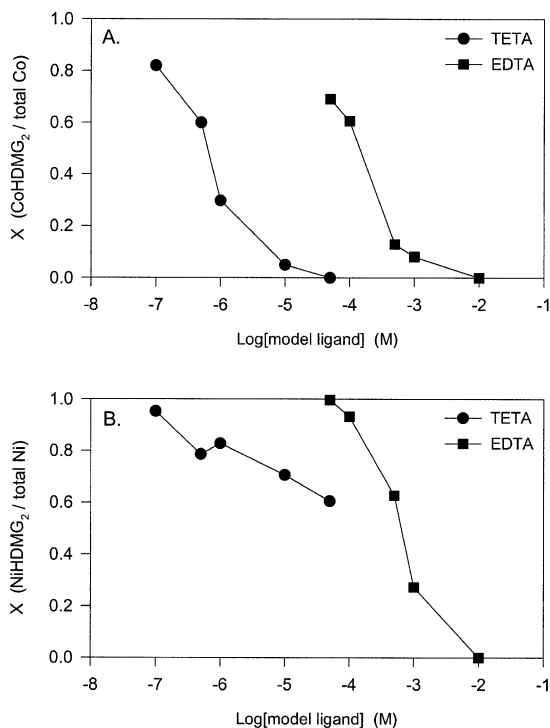 A.
TETA
EDTA
X (CoHDMG₂ / total Co)
1.0
0.8
0.6
0.4
0.2
0.0
-8 -7 -6 -5 -4 -3 -2 -1
Log[model ligand] (M)
B.
TETA
EDTA
X (NiHDMG₂ / total Ni)
1.0
0.8
0.6
0.4
0.2
0.0
-8 -7 -6 -5 -4 -3 -2 -1
Log[model ligand] (M)